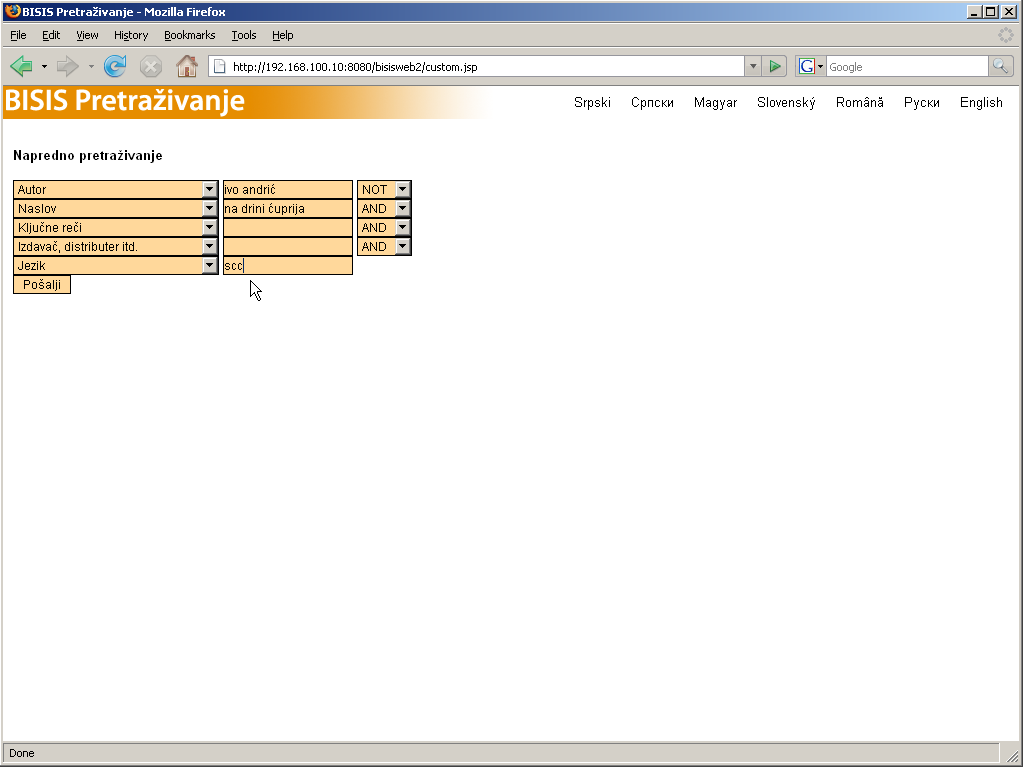 BISIS Pretraživanje - Mozilla Firefox
File Edit View History Bookmarks Tools Help
http://192.168.100.10:8080/bisisweb2/custom.jsp G Google
BISIS Pretraživanje Srpski Српски Magyar Slovenský Română Руски English
Napredno pretraživanje
Autor ivo andrić NOT
Naslov na drini ćuprija AND
Ključne reči AND
Izdavač, distributer itd. AND
Jezik scc
Pošalji
Done